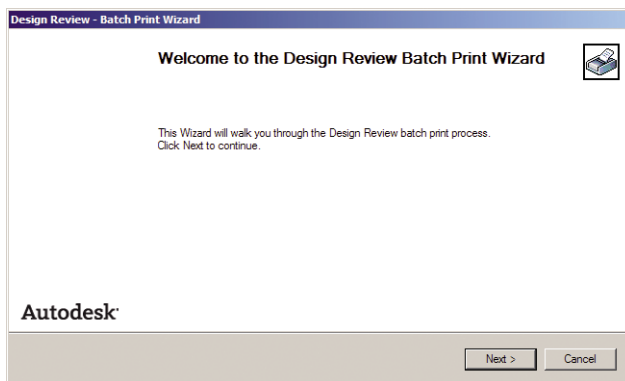 Design Review - Batch Print Wizard
Welcome to the Design Review Batch Print Wizard
This Wizard will walk you through the Design Review batch print process.
Click Next to continue.
Autodesk
Next >
Cancel